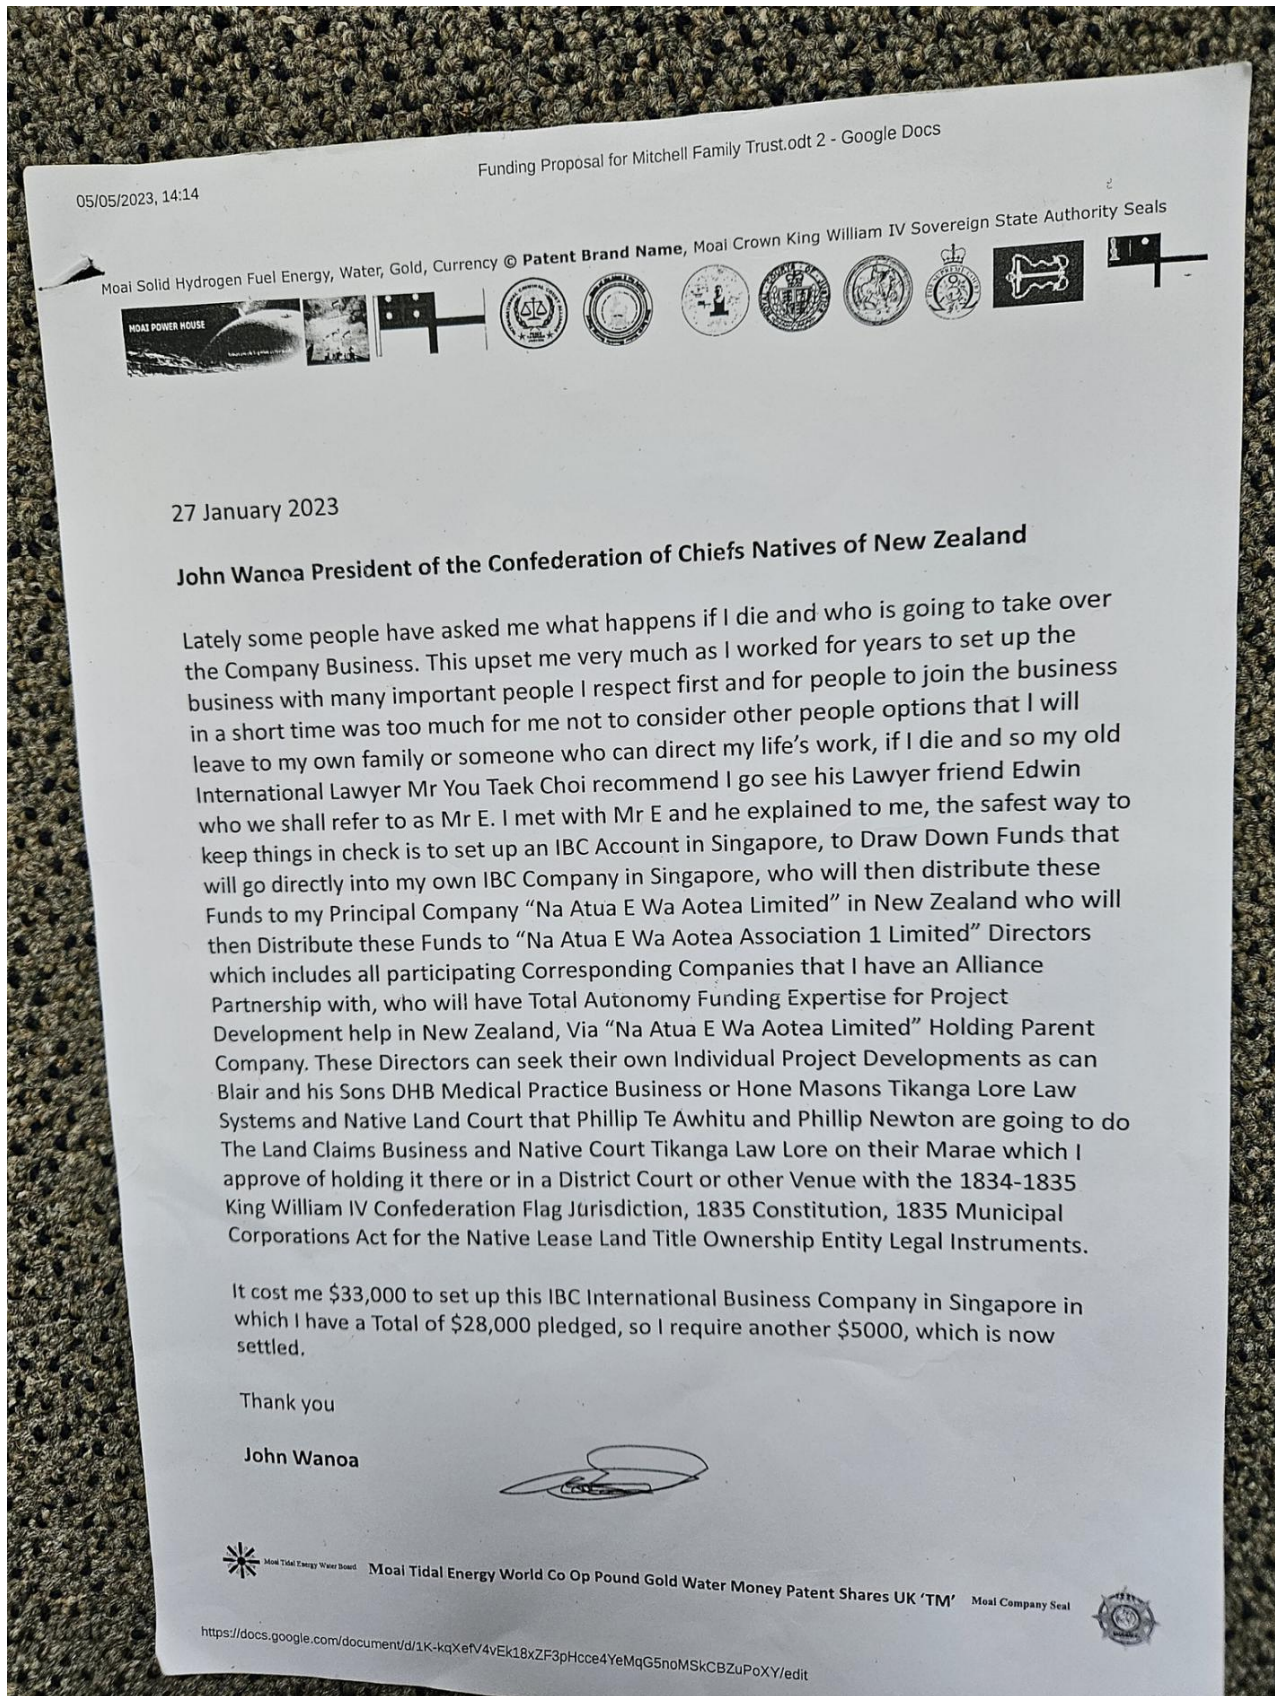 05/05/2023, 14:14
Funding Proposal for Mitchell Family Trust.odt 2 - Google Docs
Moai Solid Hydrogen Fuel Energy, Water, Gold, Currency © Patent Brand Name, Moai Crown King William IV Sovereign State Authority Seals
MOAI POWER HOUSE
27 January 2023
John Wanoa President of the Confederation of Chiefs Natives of New Zealand
Lately some people have asked me what happens if I die and who is going to take over
the Company Business. This upset me very much as I worked for years to set up the
business with many important people I respect first and for people to join the business
in a short time was too much for me not to consider other people options that I will
leave to my own family or someone who can direct my life's work, if I die and so my old
International Lawyer Mr You Taek Choi recommend I go see his Lawyer friend Edwin
who we shall refer to as Mr E. I met with Mr E and he explained to me, the safest way to
keep things in check is to set up an IBC Account in Singapore, to Draw Down Funds that
will go directly into my own IBC Company in Singapore, who will then distribute these
Funds to my Principal Company “Na Atua E Wa Aotea Limited” in New Zealand who will
then Distribute these Funds to “Na Atua E Wa Aotea Association 1 Limited” Directors
which includes all participating Corresponding Companies that I have an Alliance
Partnership with, who will have Total Autonomy Funding Expertise for Project
Development help in New Zealand, Via “Na Atua E Wa Aotea Limited” Holding Parent
Company. These Directors can seek their own Individual Project Developments as can
Blair and his Sons DHB Medical Practice Business or Hone Masons Tikanga Lore Law
Systems and Native Land Court that Phillip Te Awhitu and Phillip Newton are going to do
The Land Claims Business and Native Court Tikanga Law Lore on their Marae which I
approve of holding it there or in a District Court or other Venue with the 1834-1835
King William IV Confederation Flag Jurisdiction, 1835 Constitution, 1835 Municipal
Corporations Act for the Native Lease Land Title Ownership Entity Legal Instruments.
It cost me $33,000 to set up this IBC International Business Company in Singapore in
which I have a Total of $28,000 pledged, so I require another $5000, which is now
settled.
Thank you
John Wanoa
Moai Tidal Energy Water Board Moai Tidal Energy World Co Op Pound Gold Water Money Patent Shares UK ‘TM’ Moai Company Seal
https://docs.google.com/document/d/1K-kqXefV4vEk18xZF3pHcce4YeMqG5noMSkCBZuPoXY/edit